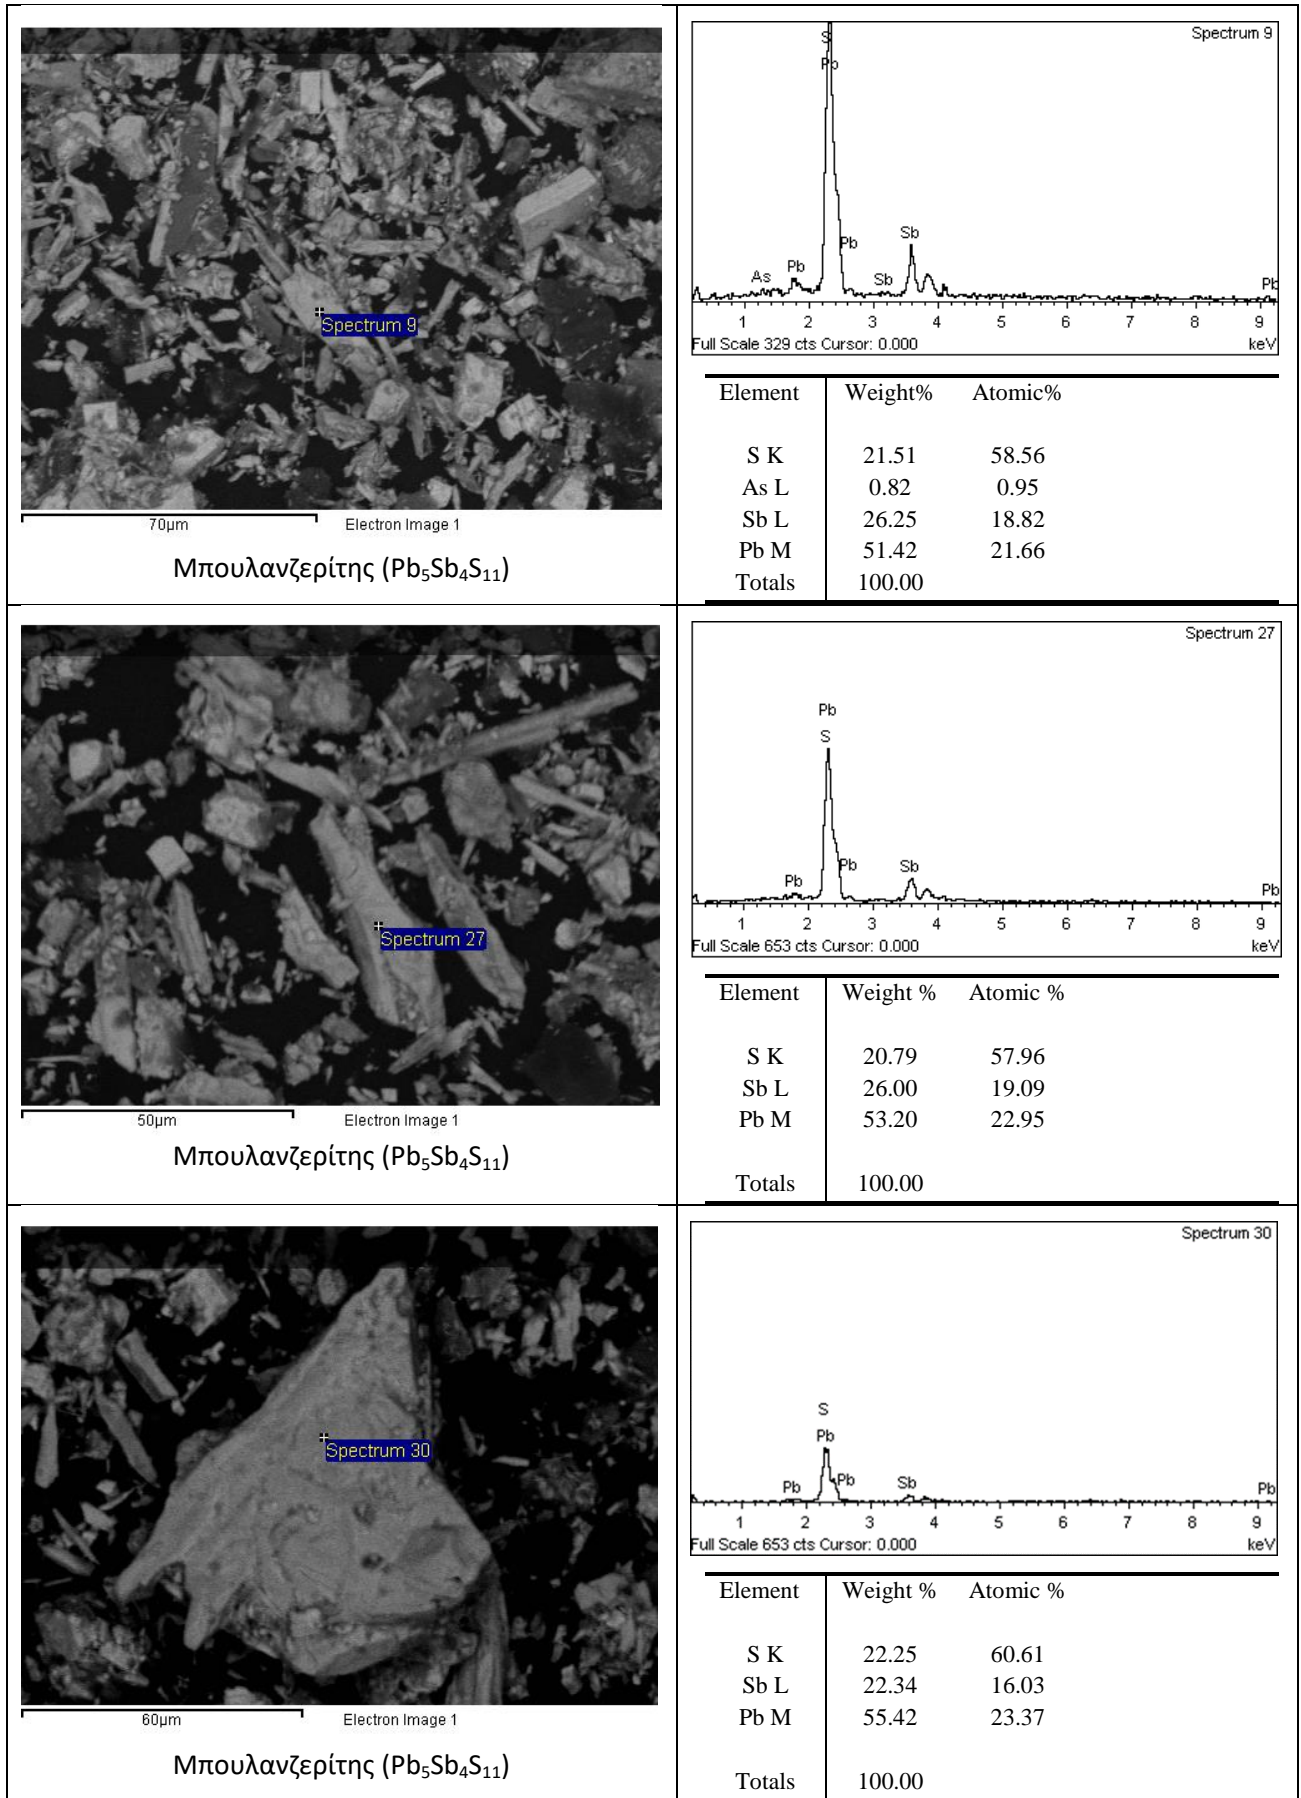 Spectrum 9
70µm Electron Image 1
Μπουλανζερίτης (Pb₅Sb₄S₁₁)
Spectrum 9
S
Pb
Pb
Sb
As Pb Sb Pb
1 2 3 4 5 6 7 8 9
Full Scale 329 cts Cursor: 0.000 keV
Element Weight% Atomic%
S K 21.51 58.56
As L 0.82 0.95
Sb L 26.25 18.82
Pb M 51.42 21.66
Totals 100.00
Spectrum 27
50µm Electron Image 1
Μπουλανζερίτης (Pb₅Sb₄S₁₁)
Spectrum 27
Pb
S
Pb Pb Sb Pb
1 2 3 4 5 6 7 8 9
Full Scale 653 cts Cursor: 0.000 keV
Element Weight % Atomic %
S K 20.79 57.96
Sb L 26.00 19.09
Pb M 53.20 22.95
Totals 100.00
Spectrum 30
60µm Electron Image 1
Μπουλανζερίτης (Pb₅Sb₄S₁₁)
Spectrum 30
S
Pb
Pb Pb Sb Pb
1 2 3 4 5 6 7 8 9
Full Scale 653 cts Cursor: 0.000 keV
Element Weight % Atomic %
S K 22.25 60.61
Sb L 22.34 16.03
Pb M 55.42 23.37
Totals 100.00